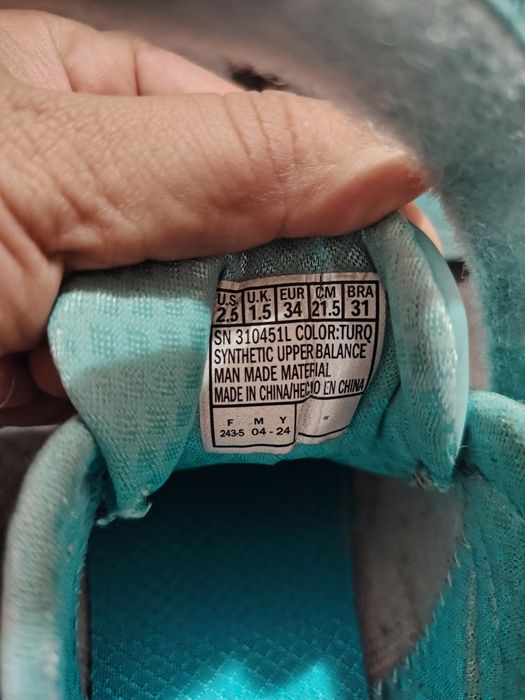 U.S. U.K. EUR CM BRA
2.5 1.5 34 21.5 31
SN 310451L COLOR:TURQ
SYNTHETIC UPPER BALANCE
MAN MADE MATERIAL
MADE IN CHINA/HECHO EN CHINA
F M Y
243-5 04 - 24